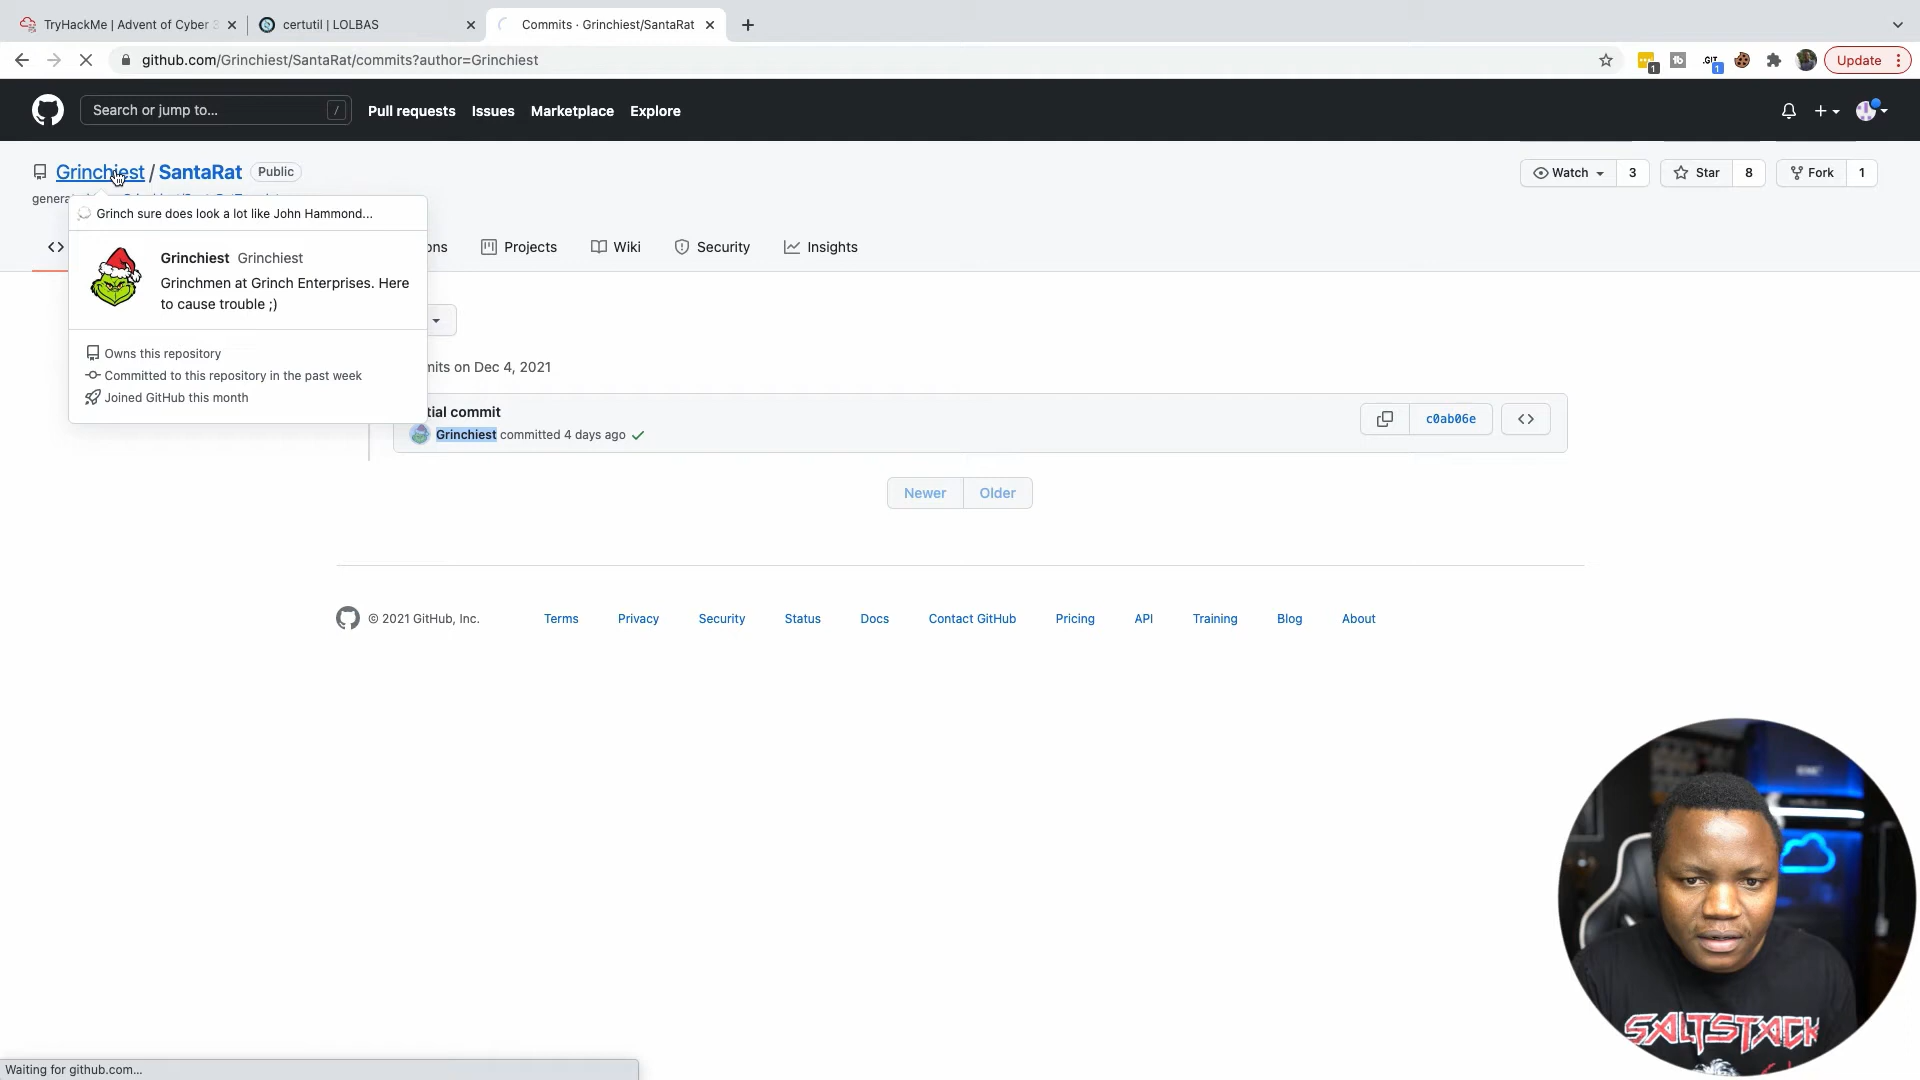 TryHackMe | Advent of Cyber 3
certutil | LOLBAS
Commits · Grinchiest/SantaRat
github.com/Grinchiest/SantaRat/commits?author=Grinchiest
1
1
Update
Search or jump to...
/
Pull requests
Issues
Marketplace
Explore
Grinchiest / SantaRat
Public
Watch
3
Star
8
Fork
1
genera
Grinch sure does look a lot like John Hammond...
ons
Projects
Wiki
Security
Insights
Grinchiest Grinchiest
Grinchmen at Grinch Enterprises. Here
to cause trouble ;)
Owns this repository
Committed to this repository in the past week
Joined GitHub this month
mits on Dec 4, 2021
tial commit
Grinchiest committed 4 days ago
c0ab06e
Newer
Older
© 2021 GitHub, Inc.
Terms
Privacy
Security
Status
Docs
Contact GitHub
Pricing
API
Training
Blog
About
SALTSTACK
Waiting for github.com...